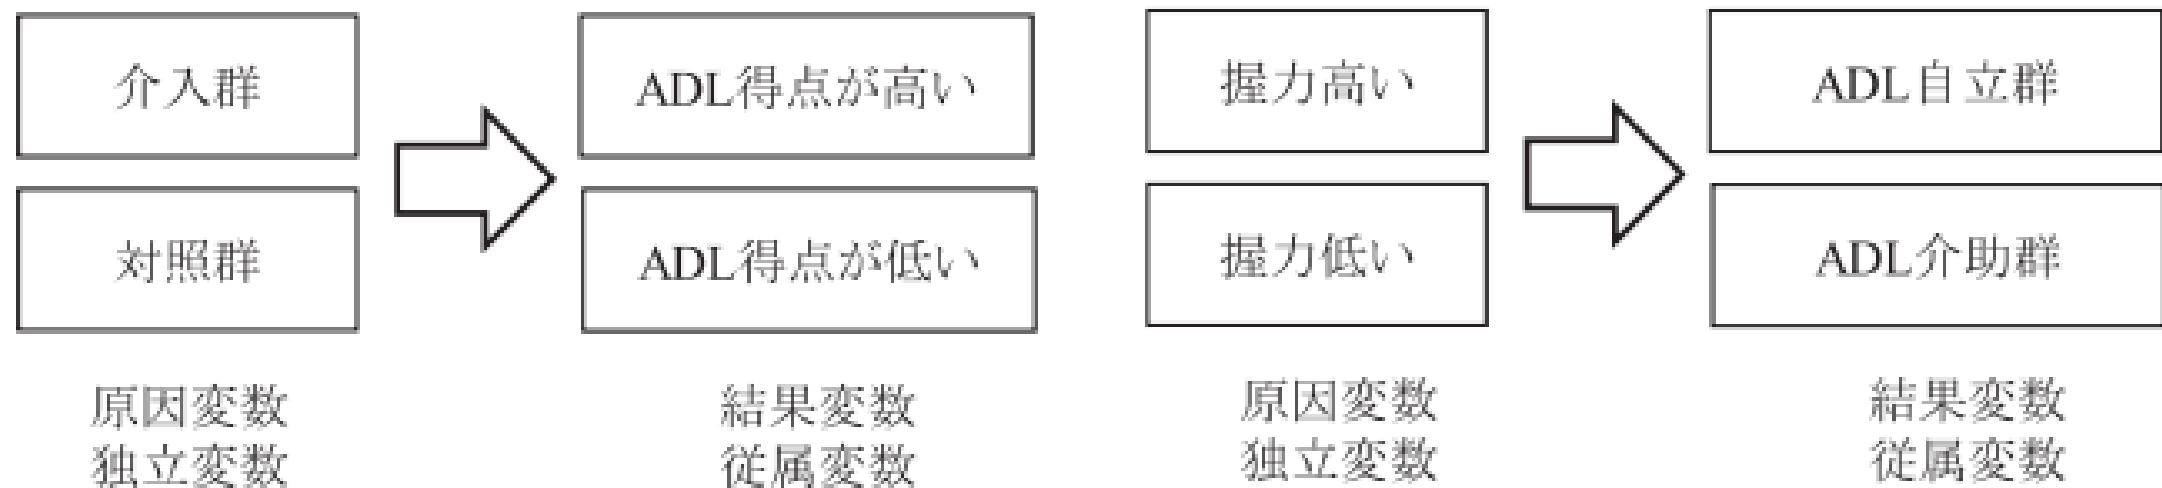 介入群
対照群
ADL得点が高い
ADL得点が低い
原因変数
独立変数
結果変数
従属変数
握力高い
握力低い
ADL自立群
ADL介助群
原因変数
独立変数
結果変数
従属変数